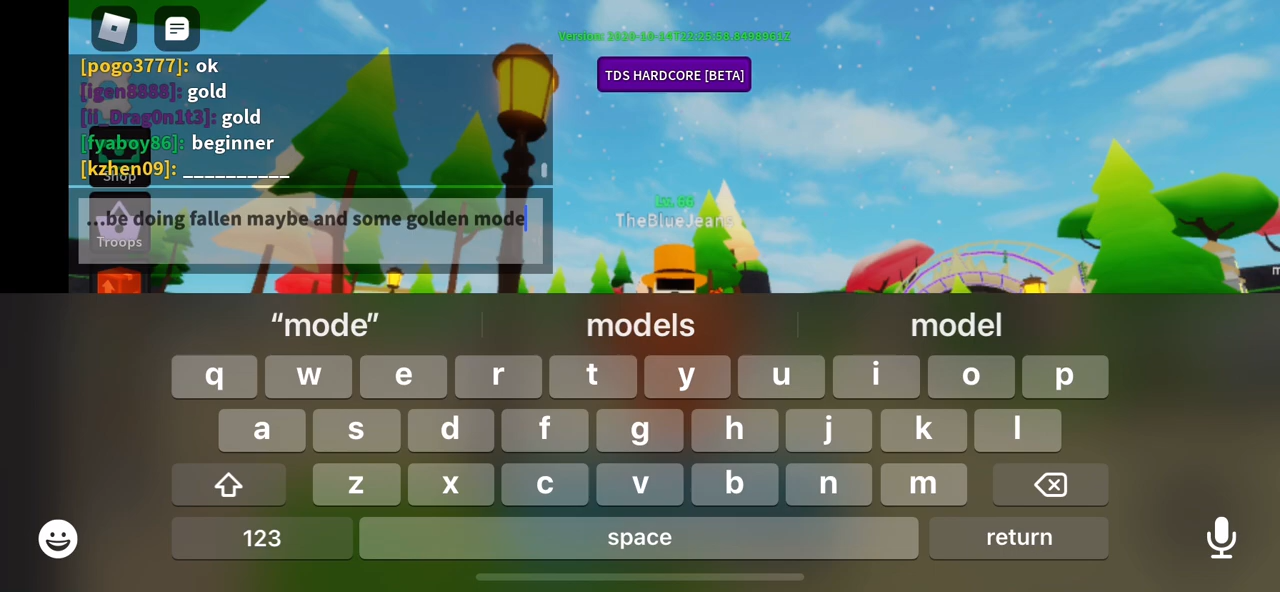 Version: 2020-10-14T22:25:58.8498961Z
TDS HARDCORE [BETA]
[pogo3777]: ok
[igen8888]: gold
[ii_Drag0n1t3]: gold
[fyaboy86]: beginner
[kzhen09]: __________
Shop
...be doing fallen maybe and some golden mode
Troops
Lv. 66
TheBlueJeans
“mode” models model
q w e r t y u i o p
a s d f g h j k l
z x c v b n m
123 space return